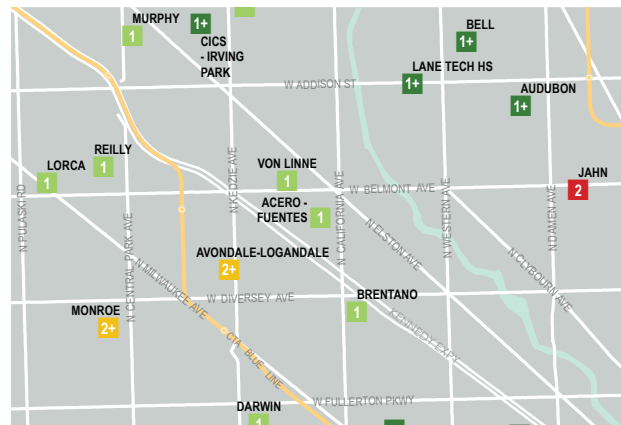 MURPHY
1
1+
CICS
- IRVING
PARK
BELL
1+
LANE TECH HS
1+
AUDUBON
1+
W ADDISON ST
REILLY
1
LORCA
1
VON LINNE
1
ACERO -
FUENTES
1
W BELMONT AVE
JAHN
2
N PULASKI RD
N CENTRAL PARK AVE
N KEDZIE AVE
N CALIFORNIA AVE
N ELSTON AVE
N WESTERN AVE
N CLYBOURN AVE
N DAMEN AVE
AVONDALE-LOGANDALE
2+
N MILWAUKEE AVE
W DIVERSEY AVE
BRENTANO
1
MONROE
2+
KENNEDY EXPY
CTA BLUE LINE
W FULLERTON PKWY
DARWIN
1